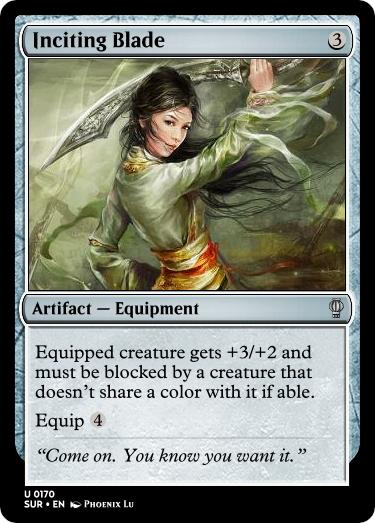 Inciting Blade 3
Artifact — Equipment
Equipped creature gets +3/+2 and
must be blocked by a creature that
doesn't share a color with it if able.
Equip 4
“Come on. You know you want it.”
U 0170
SUR • EN Phoenix Lu